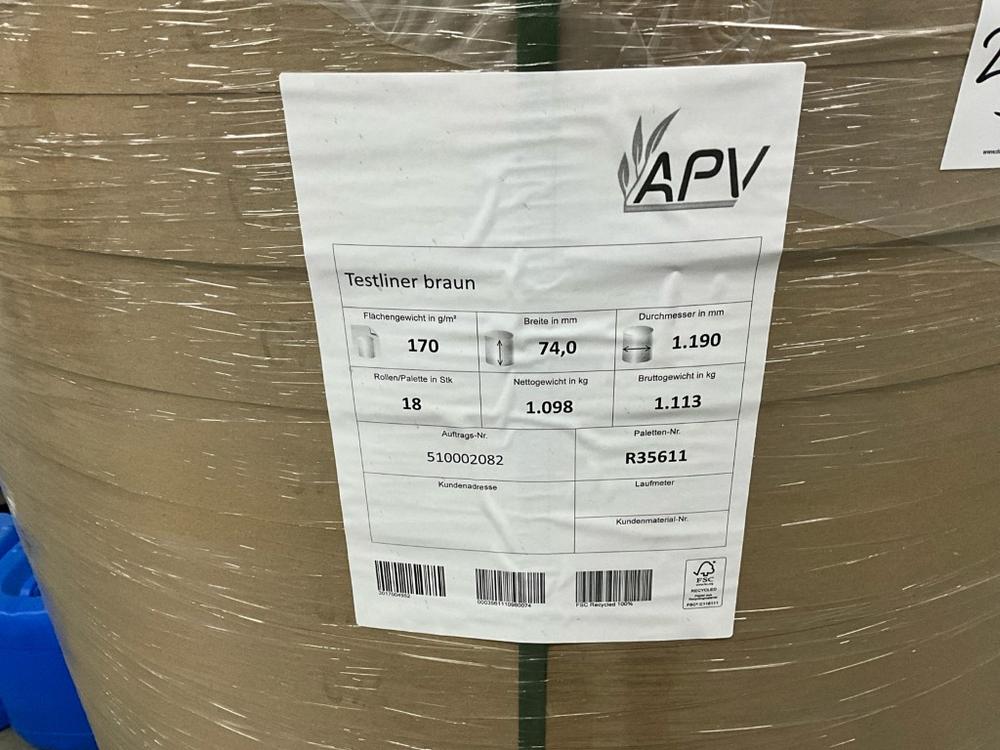 APV
Testliner braun
Flächengewicht in g/m²
Breite in mm
Durchmesser in mm
170
74,0
1.190
Rollen/Palette in Stk
Nettogewicht in kg
Bruttogewicht in kg
18
1.098
1.113
Auftrags-Nr.
Paletten-Nr.
510002082
R35611
Kundenadresse
Laufmeter
Kundenmaterial-Nr.
FSC Recycled 100%
FSC
RECYCLED